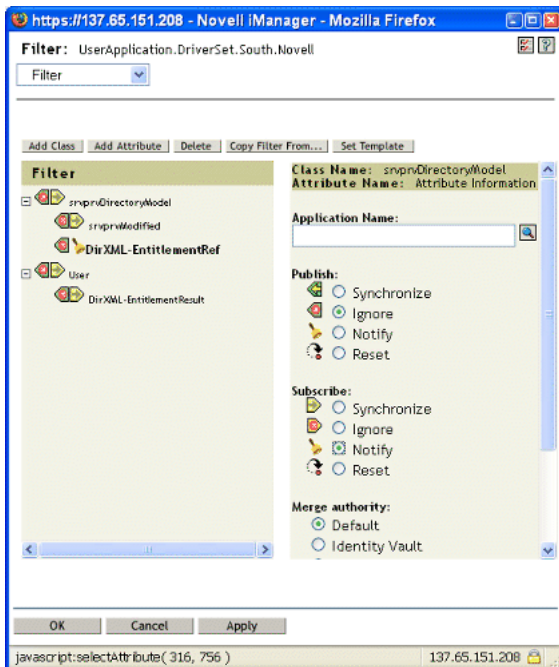 https://137.65.151.208 - Novell iManager - Mozilla Firefox
Filter: UserApplication.DriverSet.South.Novell
Filter
Add Class Add Attribute Delete Copy Filter From... Set Template
Filter
srvprvDirectoryModel
srvprvModified
DirXML-EntitlementRef
User
DirXML-EntitlementResult
Class Name: srvprvDirectoryModel
Attribute Name: Attribute Information
Application Name:
Publish:
Synchronize
Ignore
Notify
Reset
Subscribe:
Synchronize
Ignore
Notify
Reset
Merge authority:
Default
Identity Vault
OK Cancel Apply
javascript:selectAttribute( 316, 756 ) 137.65.151.208